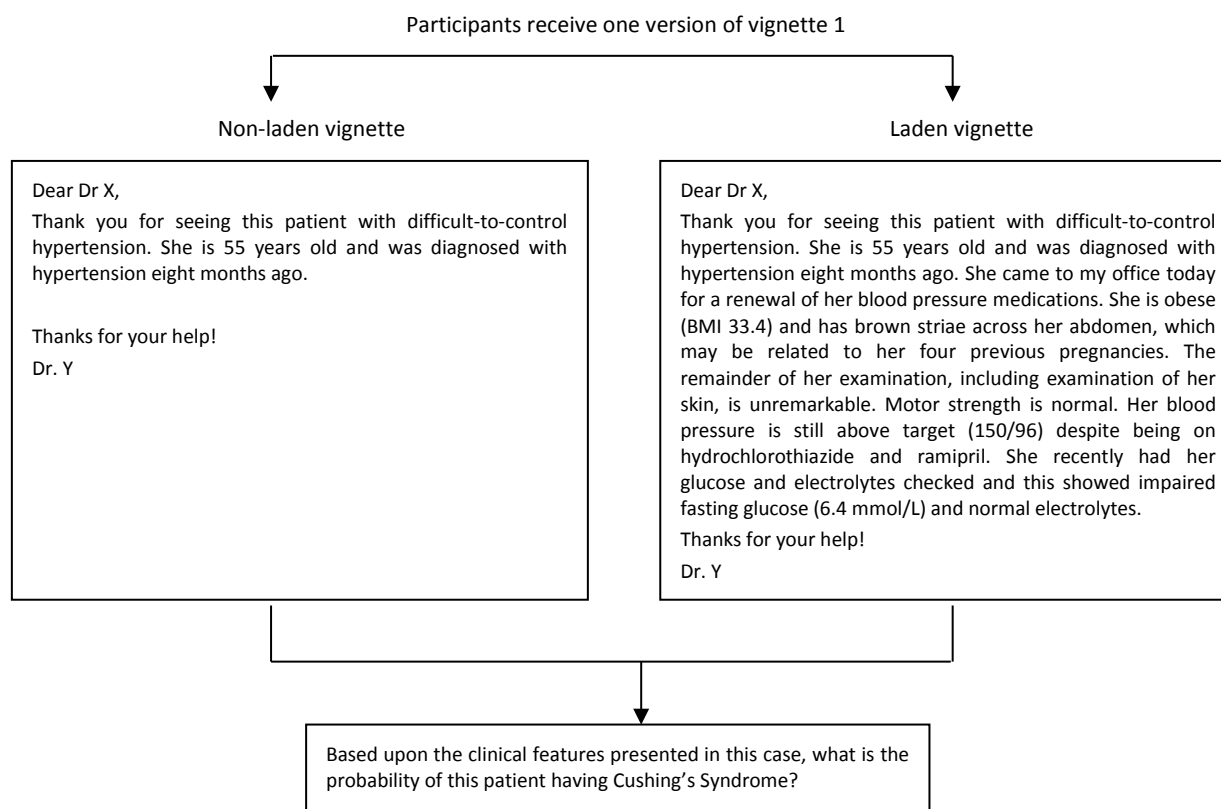 Participants receive one version of vignette 1
Non-laden vignette
Dear Dr X,
Thank you for seeing this patient with difficult-to-control
hypertension. She is 55 years old and was diagnosed with
hypertension eight months ago.
Thanks for your help!
Dr. Y
Laden vignette
Dear Dr X,
Thank you for seeing this patient with difficult-to-control
hypertension. She is 55 years old and was diagnosed with
hypertension eight months ago. She came to my office today
for a renewal of her blood pressure medications. She is obese
(BMI 33.4) and has brown striae across her abdomen, which
may be related to her four previous pregnancies. The
remainder of her examination, including examination of her
skin, is unremarkable. Motor strength is normal. Her blood
pressure is still above target (150/96) despite being on
hydrochlorothiazide and ramipril. She recently had her
glucose and electrolytes checked and this showed impaired
fasting glucose (6.4 mmol/L) and normal electrolytes.
Thanks for your help!
Dr. Y
Based upon the clinical features presented in this case, what is the
probability of this patient having Cushing’s Syndrome?